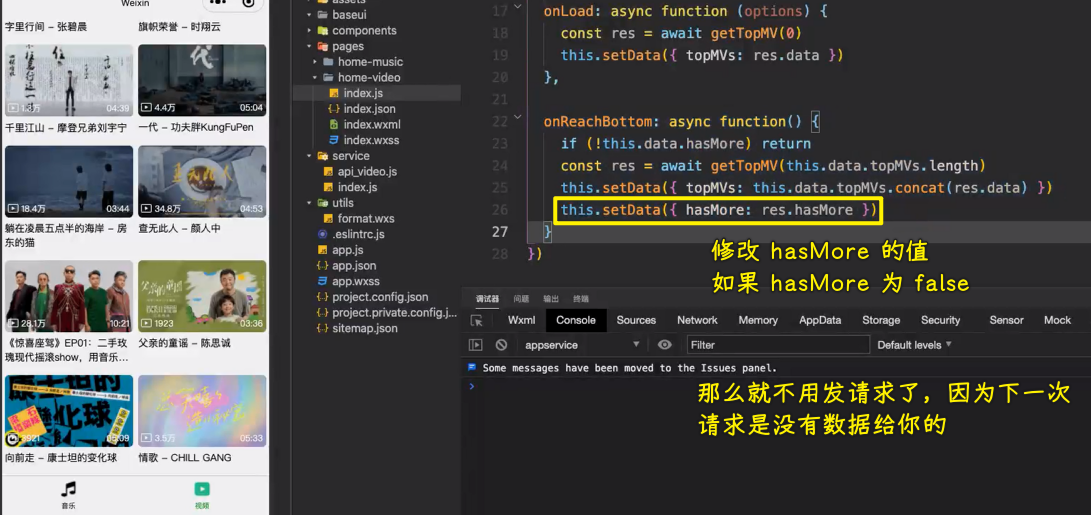 Weixin
字里行间 – 张碧晨
旗帜荣誉 – 时翔云
04:39
4.4万
05:04
千里江山 – 摩登兄弟刘宇宁
一代 – 功夫胖KungFuPen
18.4万
03:44
34.8万
04:53
躺在凌晨五点半的海岸 – 房
东的猫
查无此人 – 颜人中
28.1万
10:21
1923
03:36
《惊喜座驾》EP01：二手玫
瑰现代摇滚show，用音乐...
父亲的童谣 – 陈思诚
3.5万
05:33
向前走 – 康士坦的变化球
情歌 – CHILL GANG
音乐
视频
assets
baseui
components
pages
home-music
home-video
index.js
index.json
index.wxml
index.wxss
service
api_video.js
index.js
utils
format.wxs
.eslintrc.js
app.js
app.json
app.wxss
project.config.json
project.private.config.j...
sitemap.json
17 onLoad: async function (options) {
18 const res = await getTopMV(0)
19 this.setData({ topMVs: res.data })
20 },
21
22 onReachBottom: async function() {
23 if (!this.data.hasMore) return
24 const res = await getTopMV(this.data.topMVs.length)
25 this.setData({ topMVs: this.data.topMVs.concat(res.data) })
26 this.setData({ hasMore: res.hasMore })
27 }
28 })
修改 hasMore 的值
如果 hasMore 为 false
调试器 问题 输出 终端
Wxml Console Sources Network Memory AppData Storage Security Sensor Mock
appservice Filter Default levels
Some messages have been moved to the Issues panel.
那么就不用发请求了，因为下一次
请求是没有数据给你的